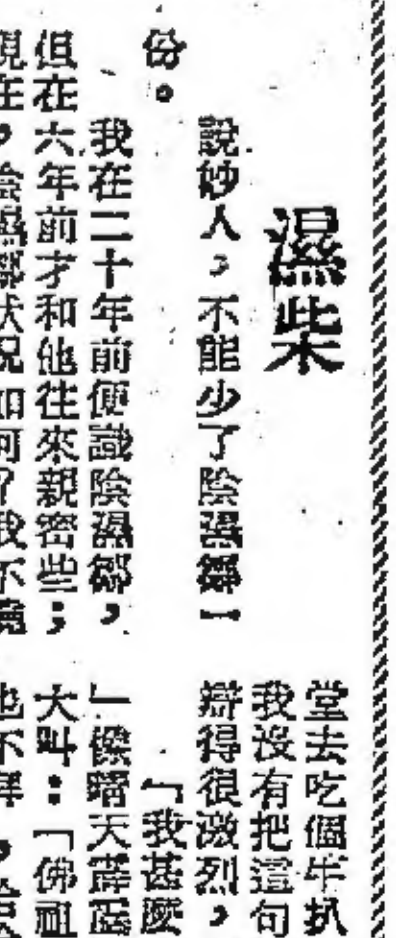 濕柴
說妙人，不能少了陰濕鄒一
份。
我在二十年前便識陰濕鄒，
但在六年前才和他往來親密些；
現在，陰濕鄒狀況如何？我不曉
堂去吃個牛扒
我沒有把這句
辯得很激烈，
「我甚麼
」像晴天霹靂
大叫：「佛祖
也不拜，